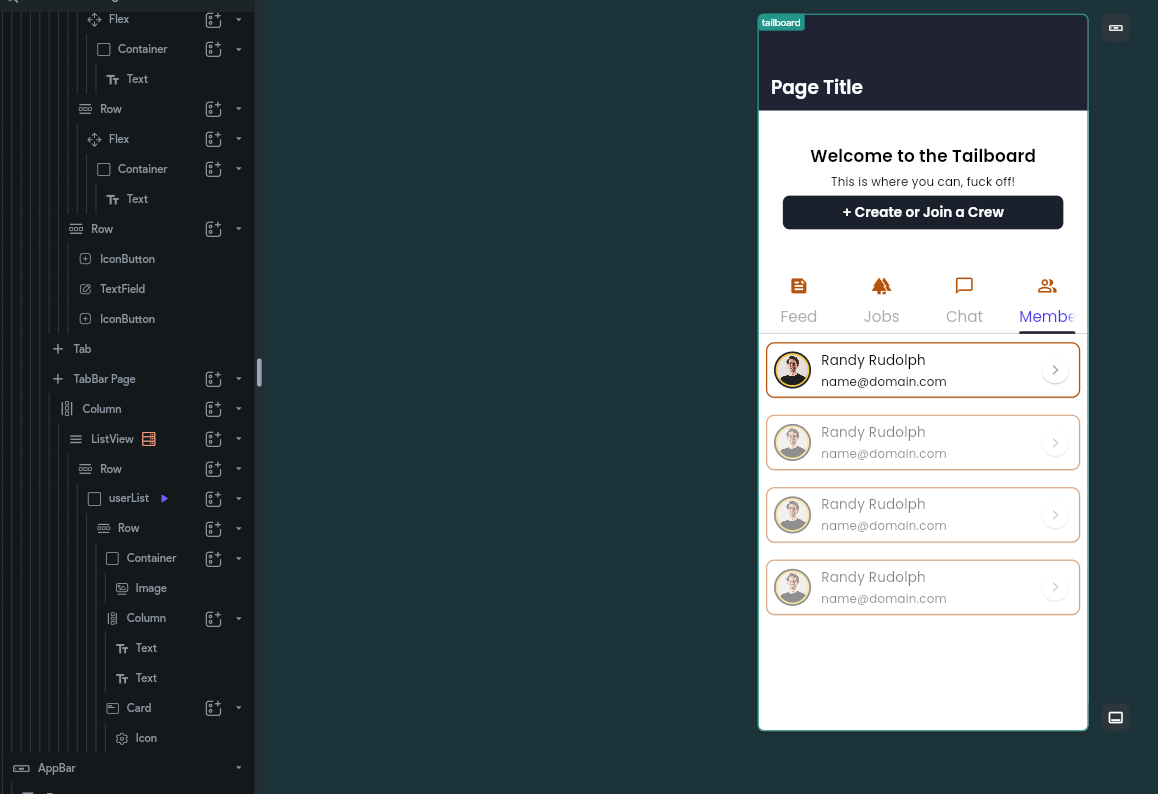 Flex
Container
Text
Row
Flex
Container
Text
Row
IconButton
TextField
IconButton
Tab
TabBar Page
Column
ListView
Row
userList
Row
Container
Image
Column
Text
Text
Card
Icon
AppBar
tailboard
Page Title
Welcome to the Tailboard
This is where you can, fuck off!
+ Create or Join a Crew
Feed Jobs Chat Membe
Randy Rudolph
name@domain.com
Randy Rudolph
name@domain.com
Randy Rudolph
name@domain.com
Randy Rudolph
name@domain.com